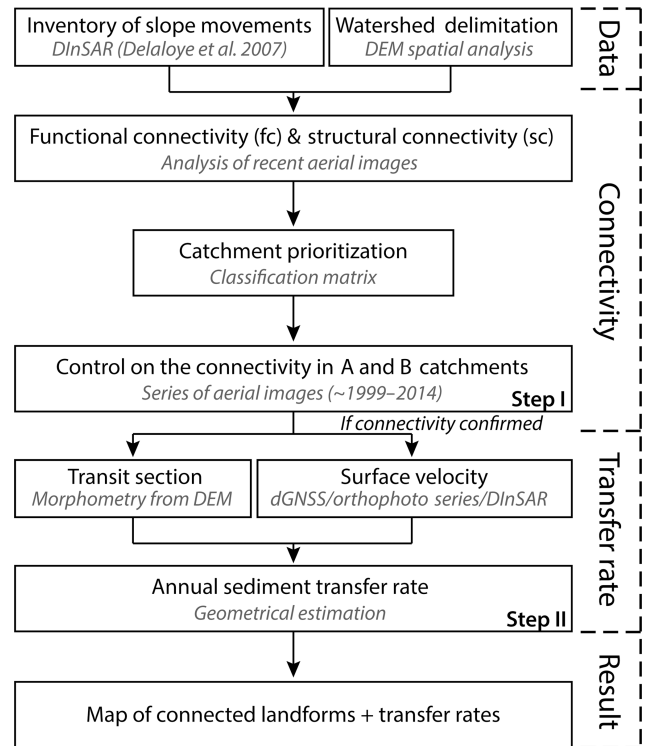 Inventory of slope movements
DInSAR (Delaloye et al. 2007)
Watershed delimitation
DEM spatial analysis
Data
Functional connectivity (fc) & structural connectivity (sc)
Analysis of recent aerial images
Catchment prioritization
Classification matrix
Connectivity
Control on the connectivity in A and B catchments
Series of aerial images (~1999–2014)
Step I
If connectivity confirmed
Transit section
Morphometry from DEM
Surface velocity
dGNSS/orthophoto series/DInSAR
Transfer rate
Annual sediment transfer rate
Geometrical estimation
Step II
Result
Map of connected landforms + transfer rates